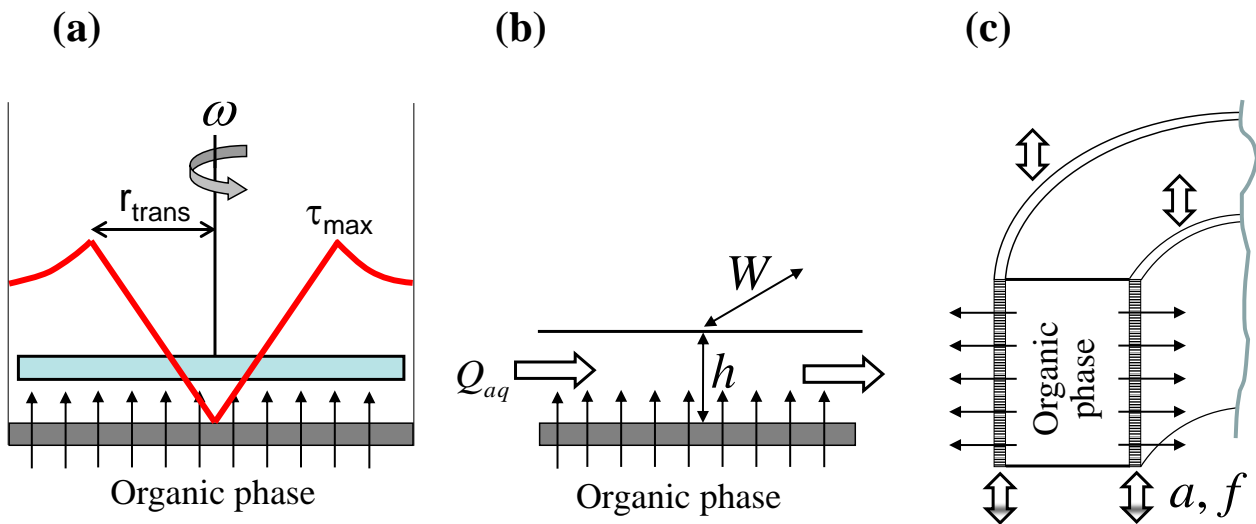 (a)
ω
r_trans
τ_max
Organic phase
(b)
W
Q_aq
h
Organic phase
(c)
Organic
phase
a, f